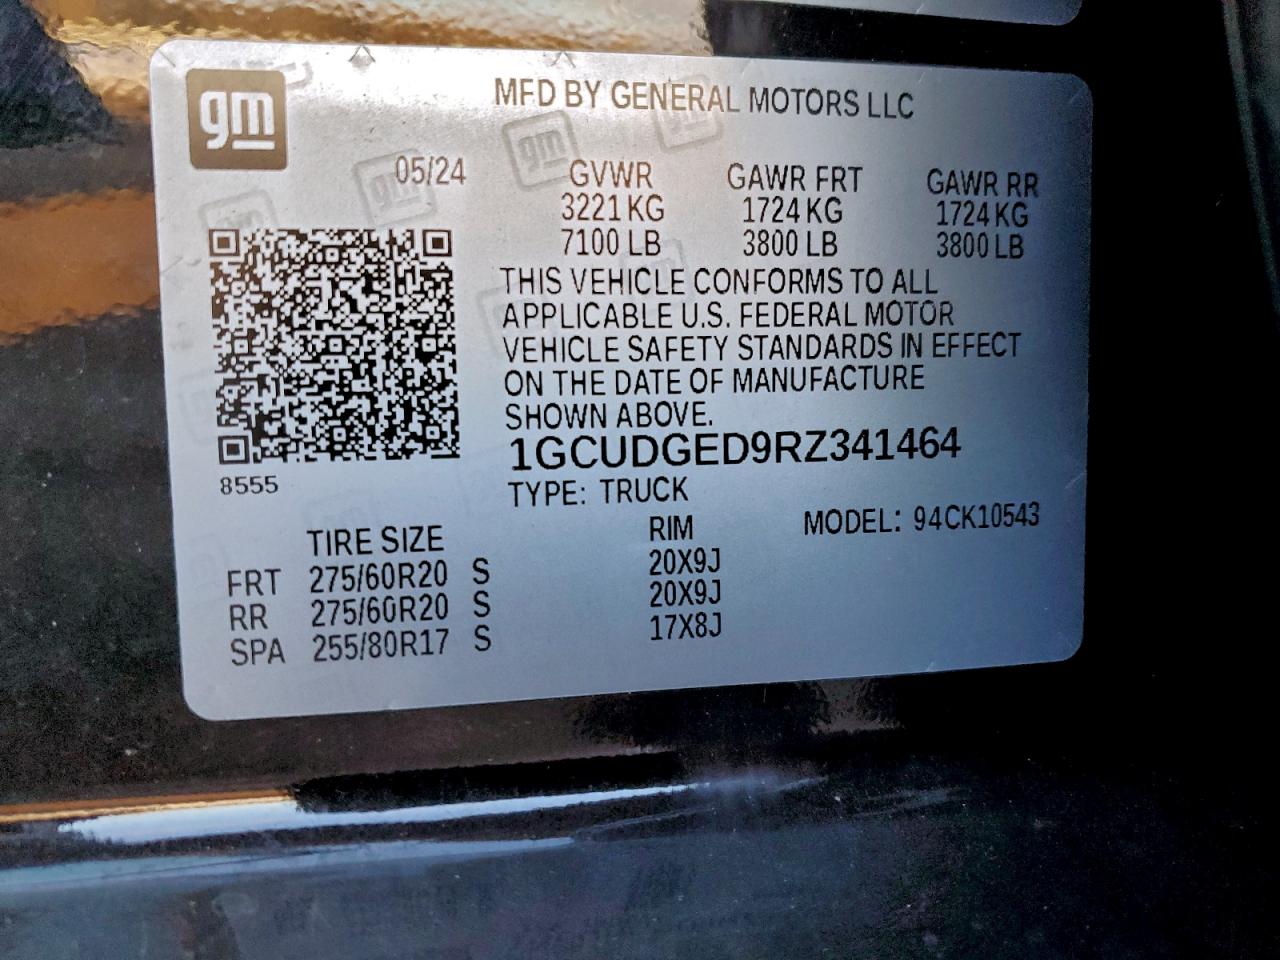 gm
MFD BY GENERAL MOTORS LLC
05/24 GVWR GAWR FRT GAWR RR
3221 KG 1724 KG 1724 KG
7100 LB 3800 LB 3800 LB
THIS VEHICLE CONFORMS TO ALL
APPLICABLE U.S. FEDERAL MOTOR
VEHICLE SAFETY STANDARDS IN EFFECT
ON THE DATE OF MANUFACTURE
SHOWN ABOVE.
1GCUDGED9RZ341464
8555
TYPE: TRUCK
TIRE SIZE RIM MODEL: 94CK10543
FRT 275/60R20 S 20X9J
RR 275/60R20 S 20X9J
SPA 255/80R17 S 17X8J